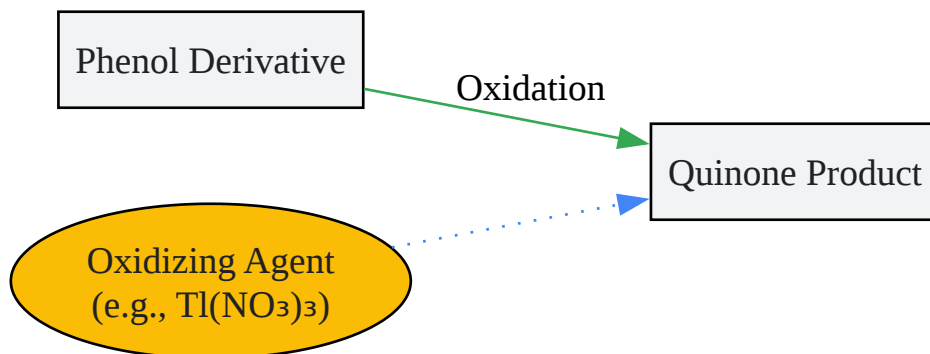 Phenol Derivative
Oxidation
Quinone Product
Oxidizing Agent
(e.g., Tl(NO₃)₃)